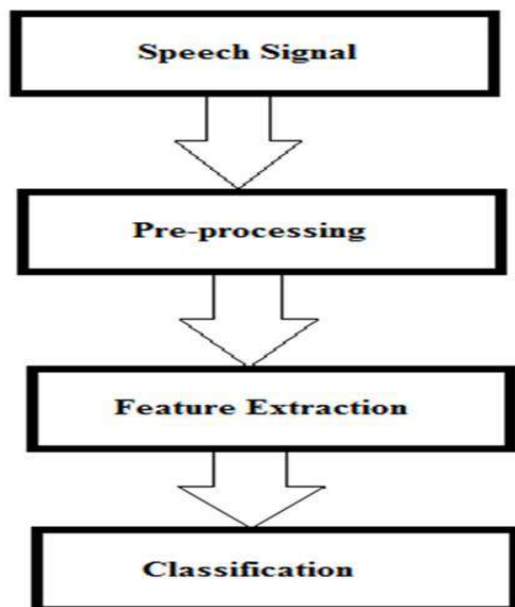 Speech Signal
Pre-processing
Feature Extraction
Classification